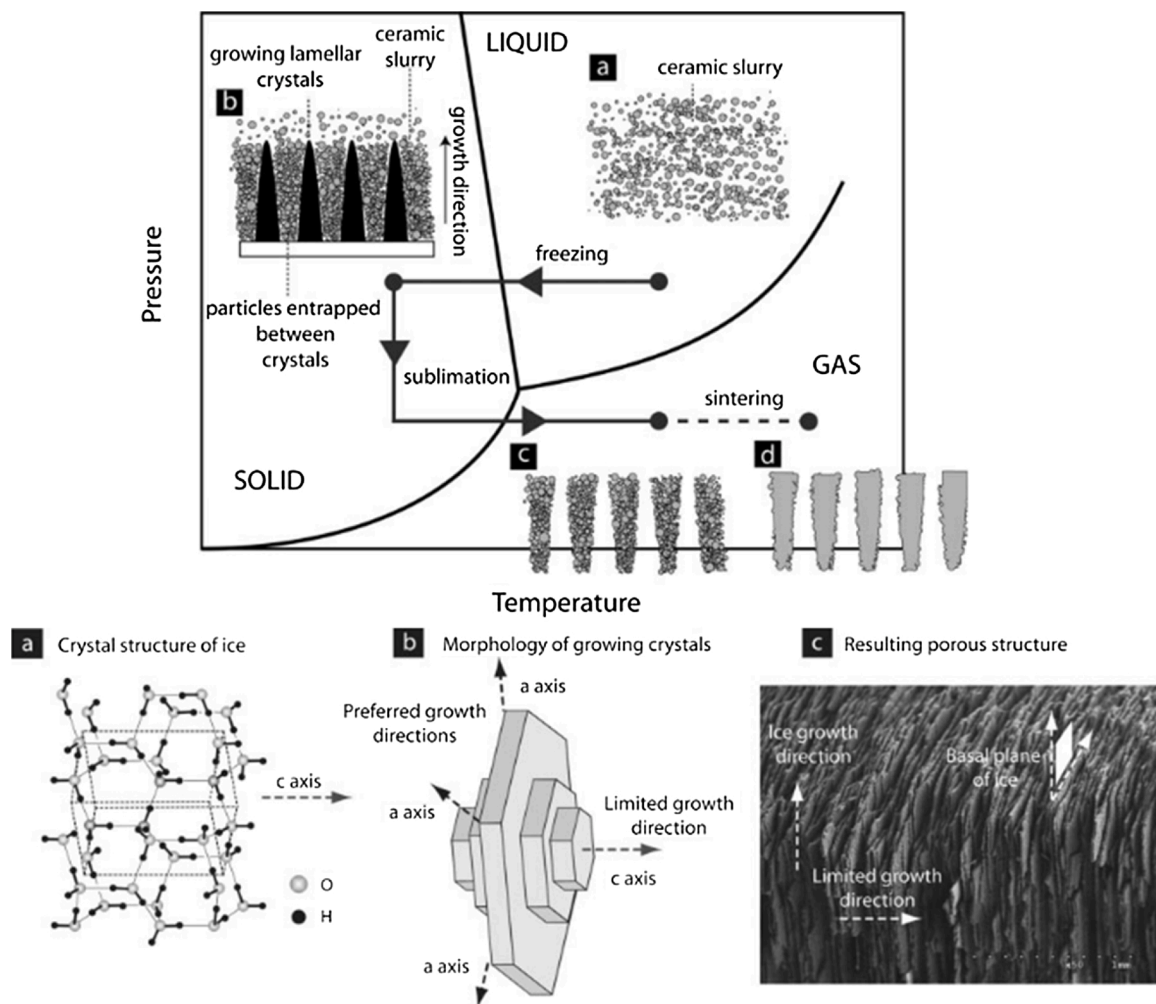 growing lamellar
crystals
ceramic
slurry
LIQUID
a
ceramic slurry
b
growth direction
Pressure
freezing
particles entrapped
between
crystals
sublimation
GAS
sintering
SOLID
c
d
Temperature
a Crystal structure of ice
c axis
O
H
b Morphology of growing crystals
a axis
Preferred growth
directions
a axis
Limited growth
direction
c axis
a axis
c Resulting porous structure
Ice growth
direction
Basal plane
of ice
Limited growth
direction
x50 1mm